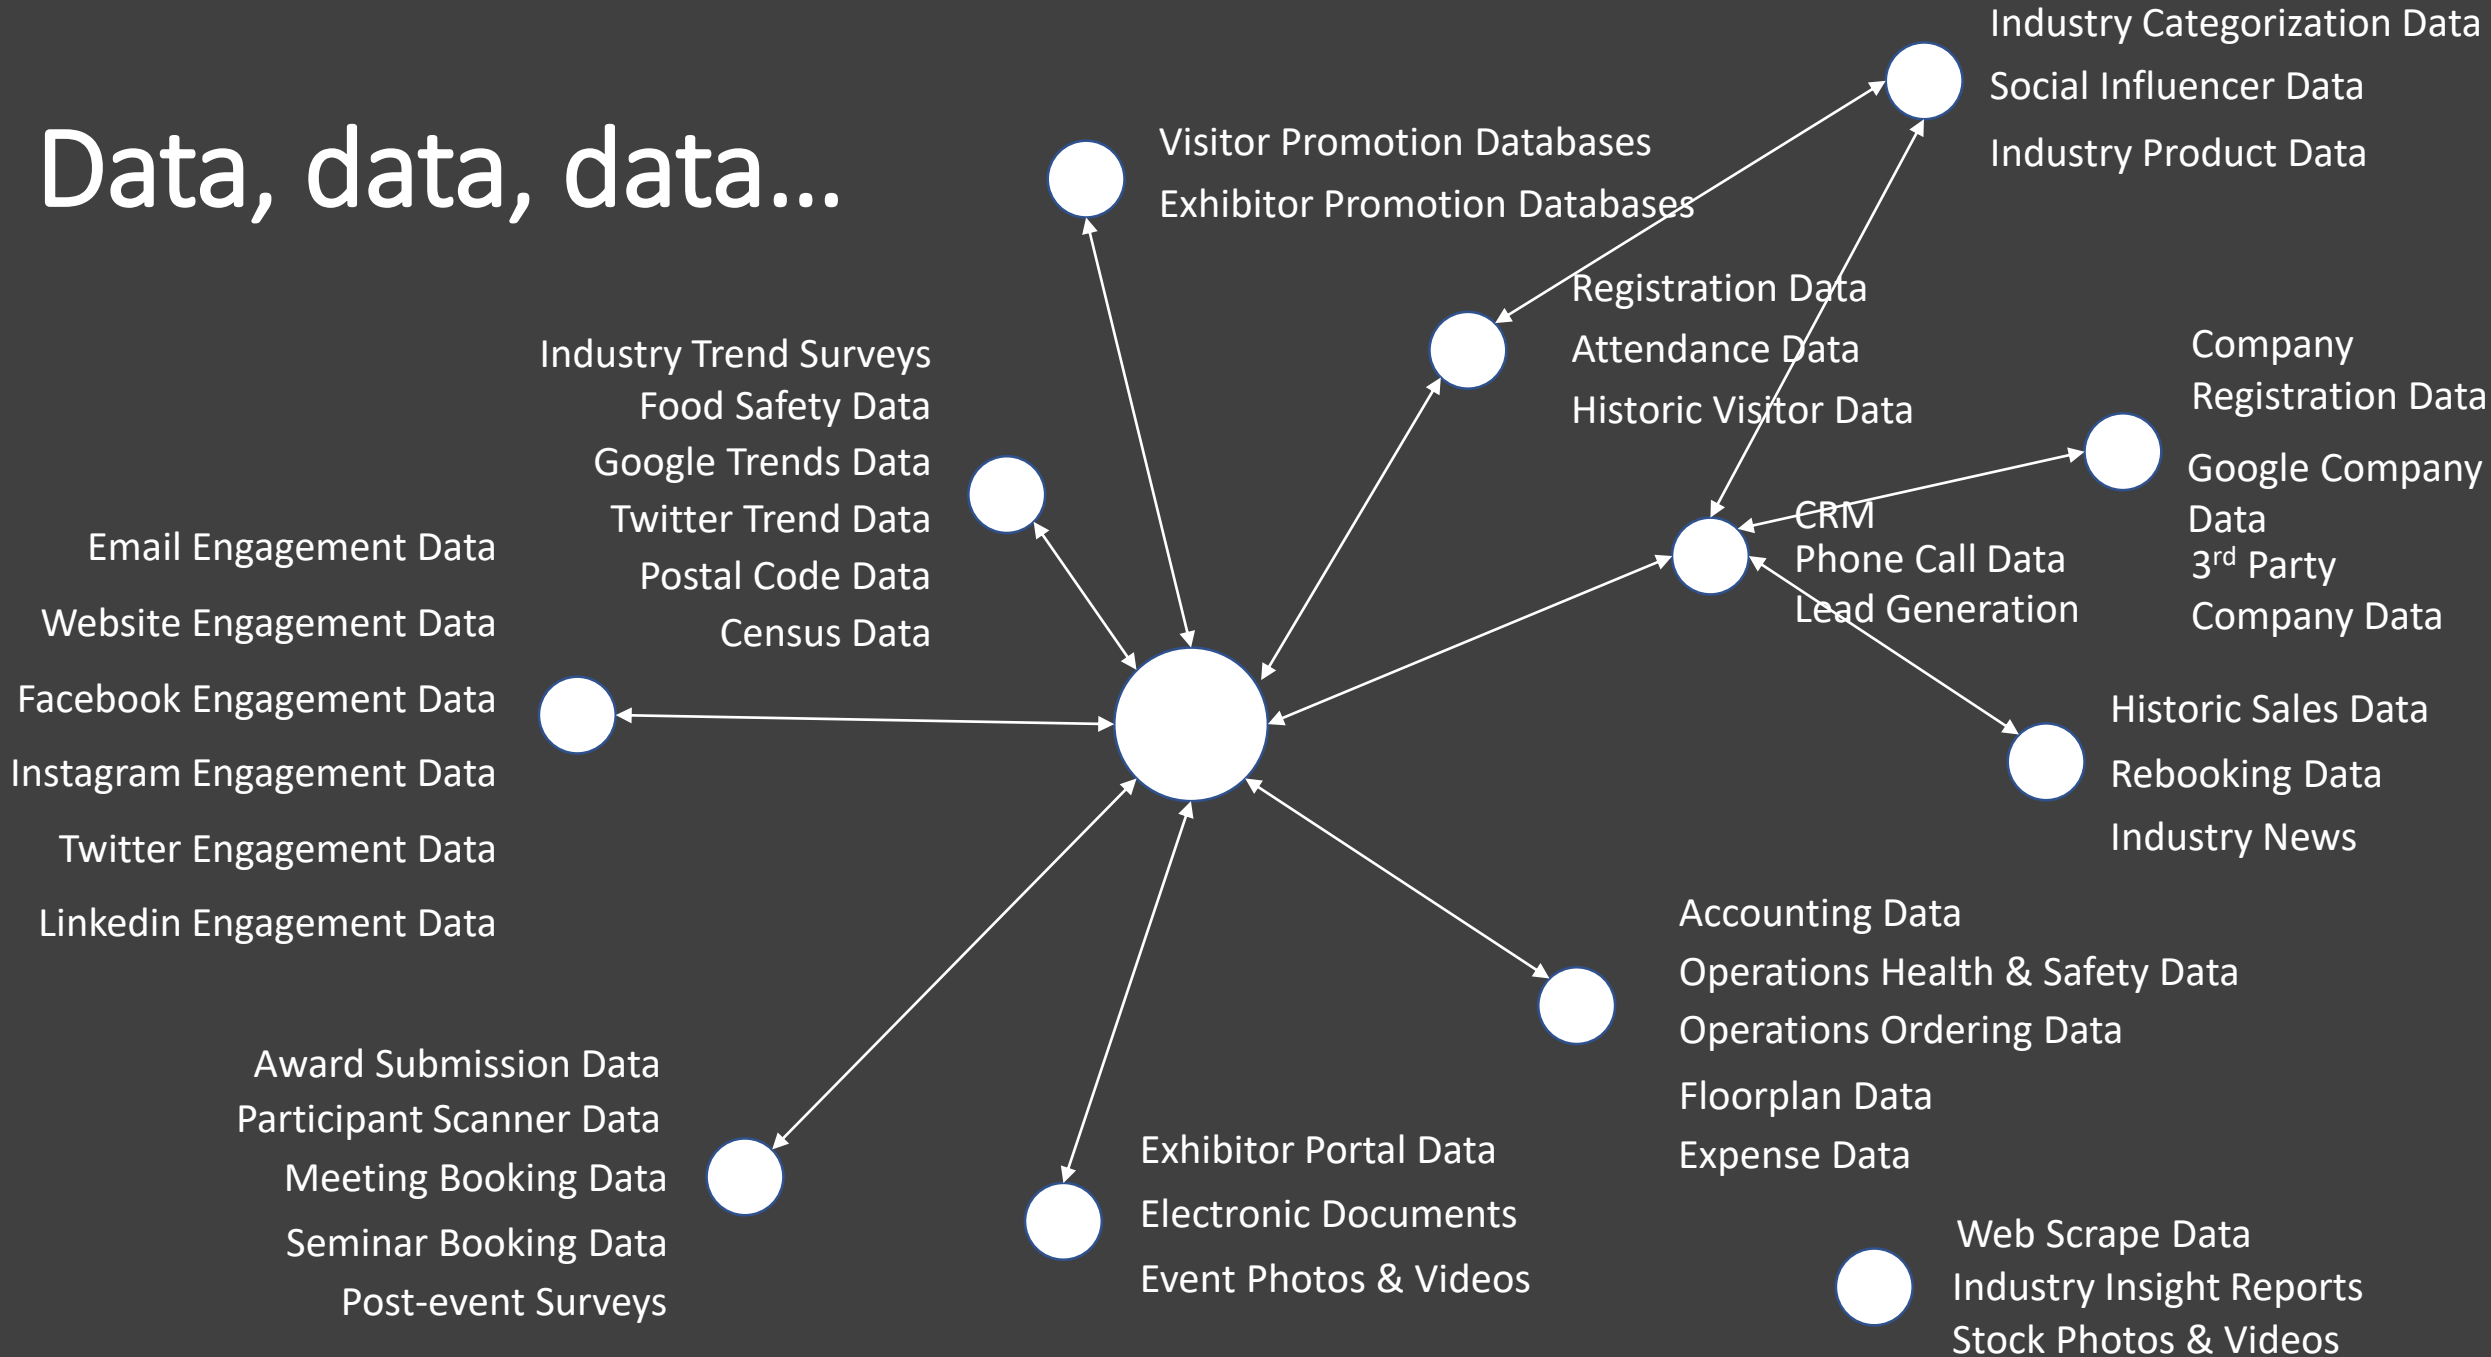 Data, data, data...
Industry Categorization Data
Social Influencer Data
Industry Product Data
Visitor Promotion Databases
Exhibitor Promotion Databases
Registration Data
Attendance Data
Historic Visitor Data
Company
Registration Data
Google Company
Data
3rd Party
Company Data
CRM
Phone Call Data
Lead Generation
Industry Trend Surveys
Food Safety Data
Google Trends Data
Twitter Trend Data
Postal Code Data
Census Data
Email Engagement Data
Website Engagement Data
Facebook Engagement Data
Instagram Engagement Data
Twitter Engagement Data
Linkedin Engagement Data
Historic Sales Data
Rebooking Data
Industry News
Accounting Data
Operations Health & Safety Data
Operations Ordering Data
Floorplan Data
Expense Data
Award Submission Data
Participant Scanner Data
Meeting Booking Data
Seminar Booking Data
Post-event Surveys
Exhibitor Portal Data
Electronic Documents
Event Photos & Videos
Web Scrape Data
Industry Insight Reports
Stock Photos & Videos